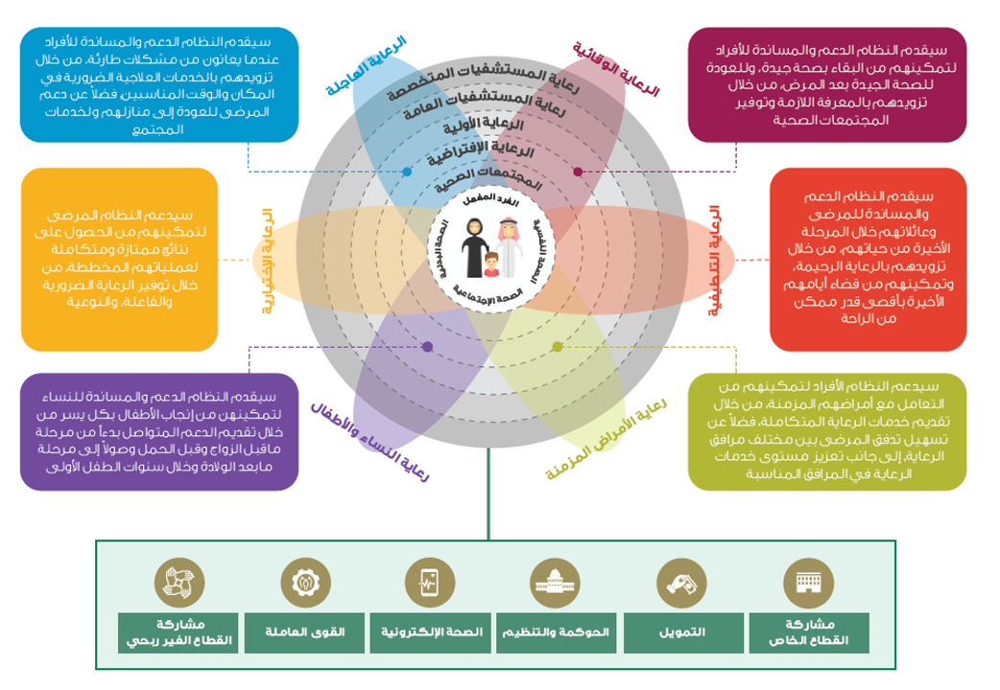 سيقدم النظام الدعم والمساندة للأفراد
لتمكينهم من البقاء بصحة جيدة، وللعودة
للصحة الجيدة بعد المرض، من خلال
تزويدهم بالمعرفة اللازمة وتوفير
المجتمعات الصحية
الرعاية الوقائية
الرعاية العاجلة
سيقدم النظام الدعم والمساندة للأفراد
عندما يعانون من مشكلات طارئة، من خلال
تزويدهم بالخدمات العلاجية الضرورية في
المكان والوقت المناسبين، فضلاً عن دعم
المرضى للعودة إلى منازلهم ولخدمات
المجتمع
رعاية المستشفيات المتخصصة
رعاية المستشفيات العامة
الرعاية الأولية
الرعاية الإفتراضية
المجتمعات الصحية
الفرد المفعل
الصحة النفسية
الصحة البدنية
الصحة الإجتماعية
سيقدم النظام الدعم
والمساندة للمرضى
وعائلاتهم خلال المرحلة
الأخيرة من حياتهم، من خلال
تزويدهم بالرعاية الرحيمة،
وتمكينهم من قضاء أيامهم
الأخيرة بأقصى قدر ممكن
من الراحة
الرعاية التلطيفية
الرعاية الإختيارية
سيدعم النظام المرضى
لتمكينهم من الحصول على
نتائج ممتازة ومتكاملة
لعملياتهم المخططة، من
خلال توفير الرعاية الضرورية
والفاعلة، والنوعية
سيدعم النظام الأفراد لتمكينهم من
التعامل مع أمراضهم المزمنة، من خلال
تقديم خدمات الرعاية المتكاملة، فضلاً عن
تسهيل تدفق المرضى بين مختلف مرافق
الرعاية، إلى جانب تعزيز مستوى خدمات
الرعاية في المرافق المناسبة
رعاية الأمراض المزمنة
رعاية النساء والأطفال
سيقدم النظام الدعم والمساندة للنساء
لتمكينهن من إنجاب الأطفال بكل يسر من
خلال تقديم الدعم المتواصل بدءاً من مرحلة
ماقبل الزواج وقبل الحمل وصولاً إلى مرحلة
مابعد الولادة وخلال سنوات الطفل الأولى
مشاركة
القطاع الخاص
التمويل
الحوكمة والتنظيم
الصحة الإلكترونية
القوى العاملة
مشاركة
القطاع الغير ربحي